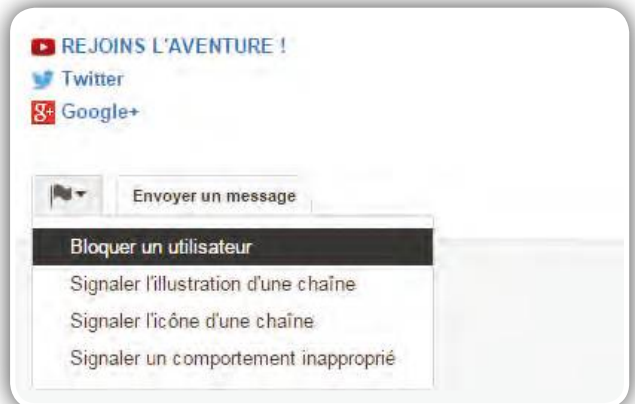 REJOINS L'AVENTURE !
Twitter
Google+
Envoyer un message
Bloquer un utilisateur
Signaler l'illustration d'une chaîne
Signaler l'icône d'une chaîne
Signaler un comportement inapproprié